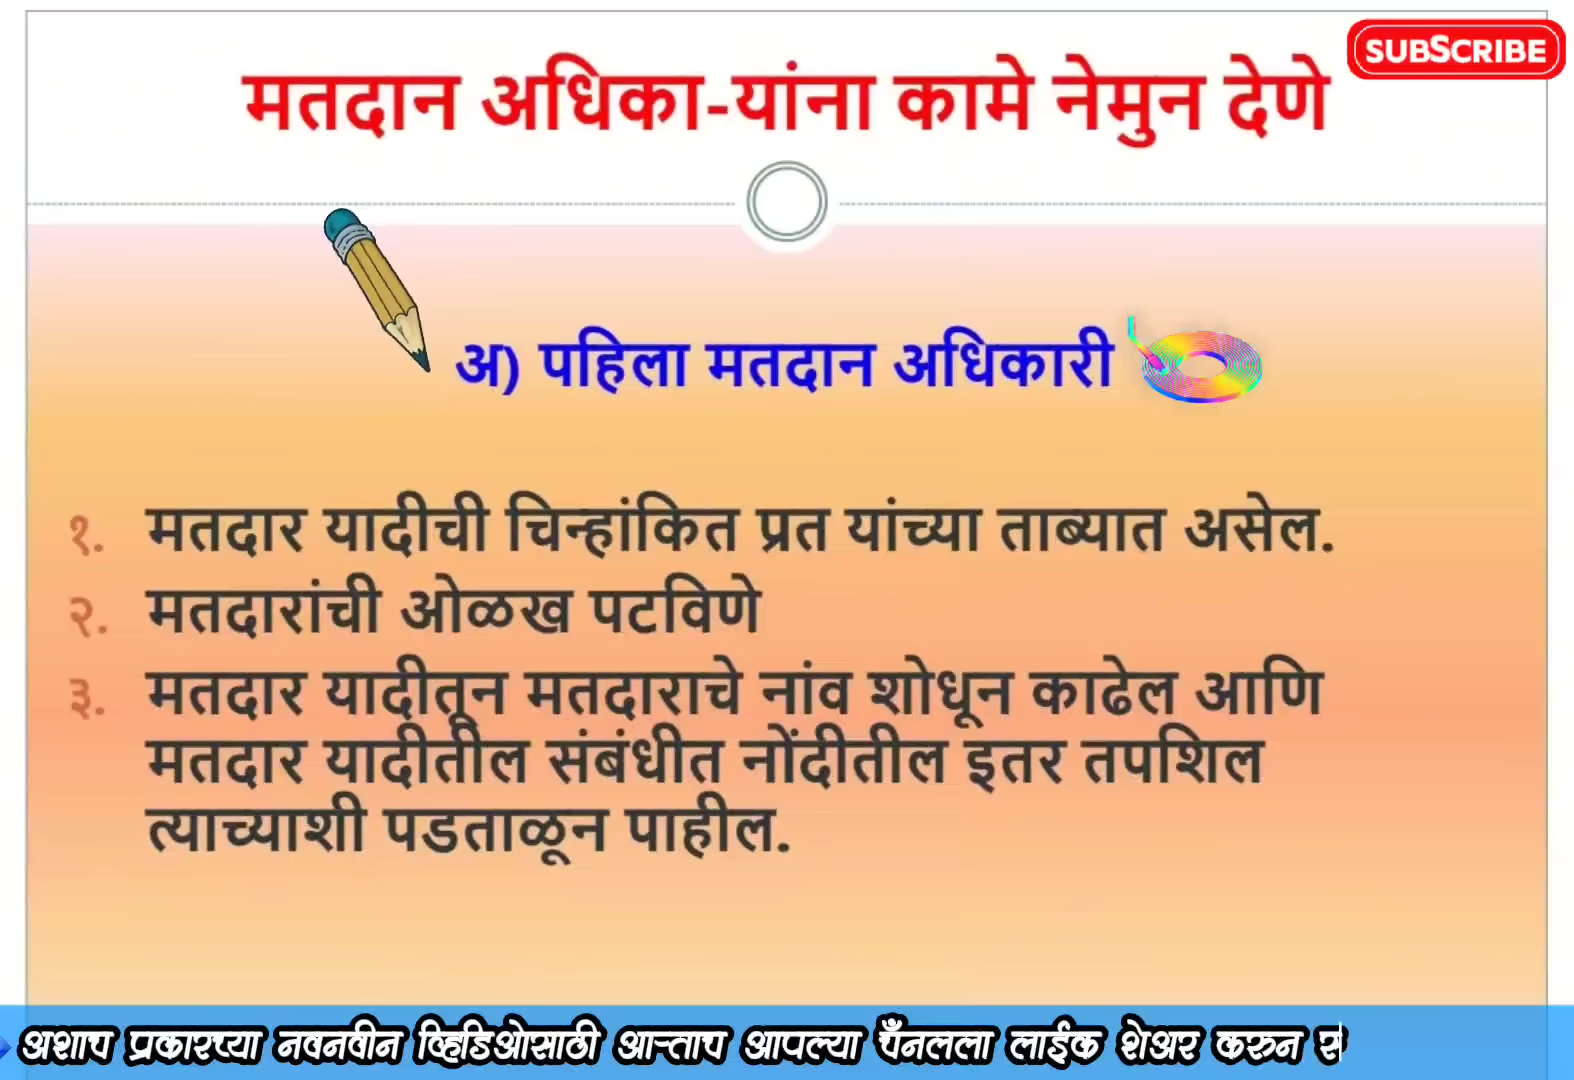 SUBSCRIBE
मतदान अधिका-यांना कामे नेमुन देणे
अ) पहिला मतदान अधिकारी
१. मतदार यादीची चिन्हांकित प्रत यांच्या ताब्यात असेल.
२. मतदारांची ओळख पटविणे
३. मतदार यादीतून मतदाराचे नांव शोधून काढेल आणि
मतदार यादीतील संबंधीत नोंदीतील इतर तपशिल
त्याच्याशी पडताळून पाहील.
अशाच प्रकारच्या नवनवीन व्हिडिओसाठी आत्ताच आपल्या चॅनलला लाईक शेअर करुन